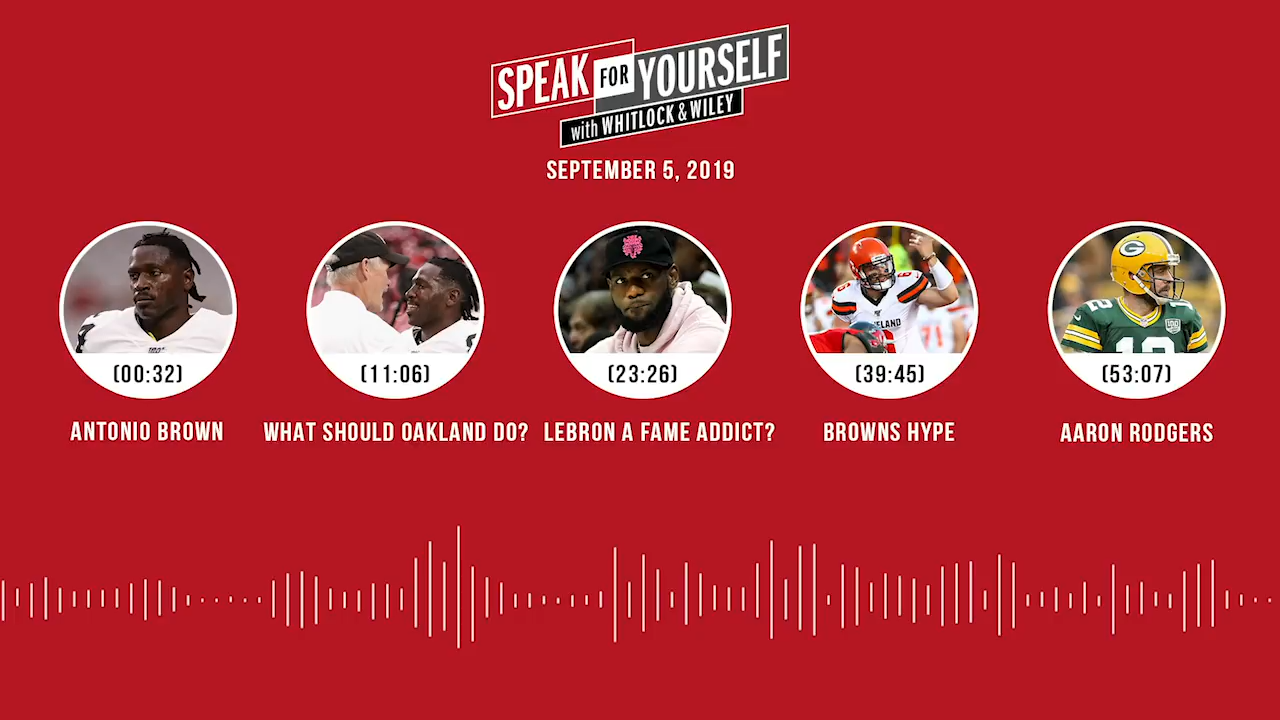 SPEAK FOR YOURSELF
with WHITLOCK & WILEY
SEPTEMBER 5, 2019
(00:32)
ANTONIO BROWN
(11:06)
WHAT SHOULD OAKLAND DO?
(23:26)
LEBRON A FAME ADDICT?
(39:45)
BROWNS HYPE
(53:07)
AARON RODGERS
G
12